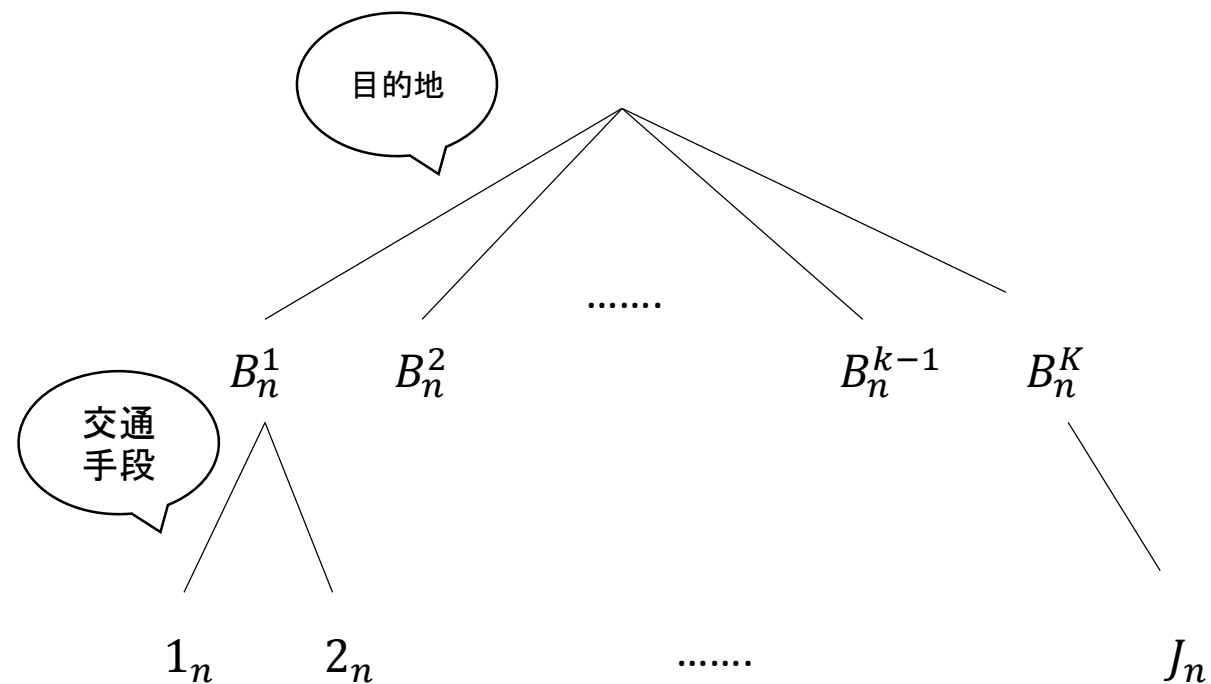 目的地
.......
$B_n^1$ $B_n^2$ $B_n^{k-1}$ $B_n^K$
交通
手段
$1_n$ $2_n$ ....... $J_n$